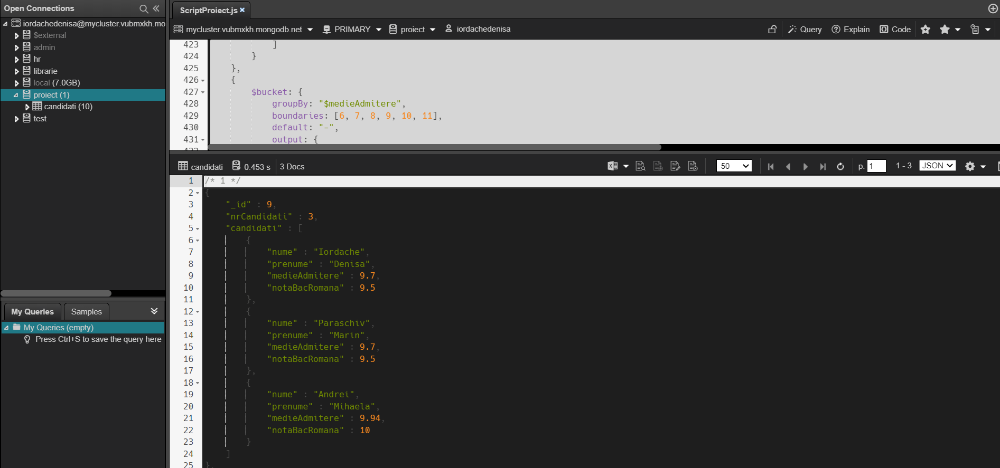 Open Connections
iordachedenisa@mycluster.vubmxkh.mo
$external
admin
hr
librarie
local (7.0GB)
proiect (1)
candidati (10)
test
My Queries
Samples
My Queries (empty)
Press Ctrl+S to save the query here
ScriptProiect.js
mycluster.vubmxkh.mongodb.net
PRIMARY
proiect
iordachedenisa
Query
Explain
Code
423 ]
424 }
425 },
426 {
427 $bucket: {
428 groupBy: "$medieAdmitere",
429 boundaries: [6, 7, 8, 9, 10, 11],
430 default: "-",
431 output: {
candidati 0.453 s 3 Docs 50 p. 1 1 - 3 JSON
1 /* 1 */
2 {
3 "_id" : 9,
4 "nrCandidati" : 3,
5 "candidati" : [
6 {
7 "nume" : "Iordache",
8 "prenume" : "Denisa",
9 "medieAdmitere" : 9.7,
10 "notaBacRomana" : 9.5
11 },
12 {
13 "nume" : "Paraschiv",
14 "prenume" : "Marin",
15 "medieAdmitere" : 9.7,
16 "notaBacRomana" : 9.5
17 },
18 {
19 "nume" : "Andrei",
20 "prenume" : "Mihaela",
21 "medieAdmitere" : 9.94,
22 "notaBacRomana" : 10
23 }
24 ]
25 },